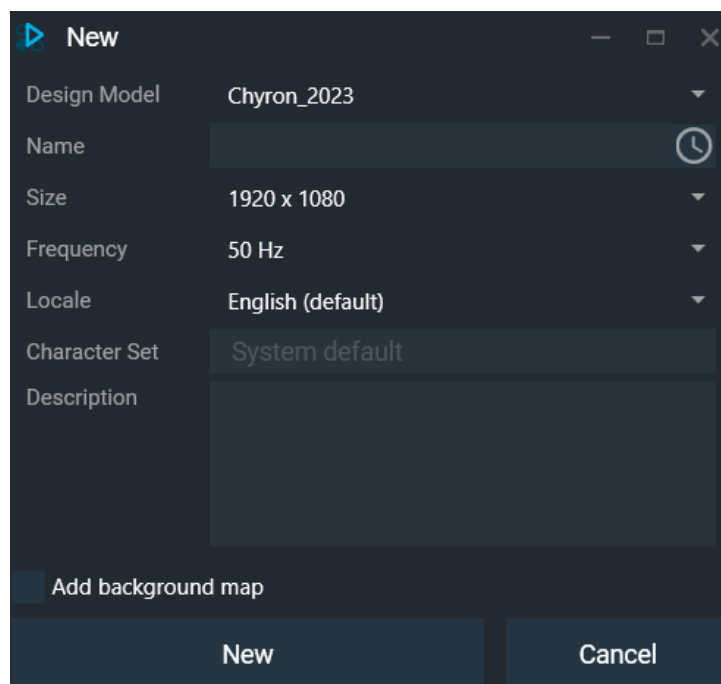 New
Design Model Chyron_2023
Name
Size 1920 x 1080
Frequency 50 Hz
Locale English (default)
Character Set System default
Description
Add background map
New Cancel